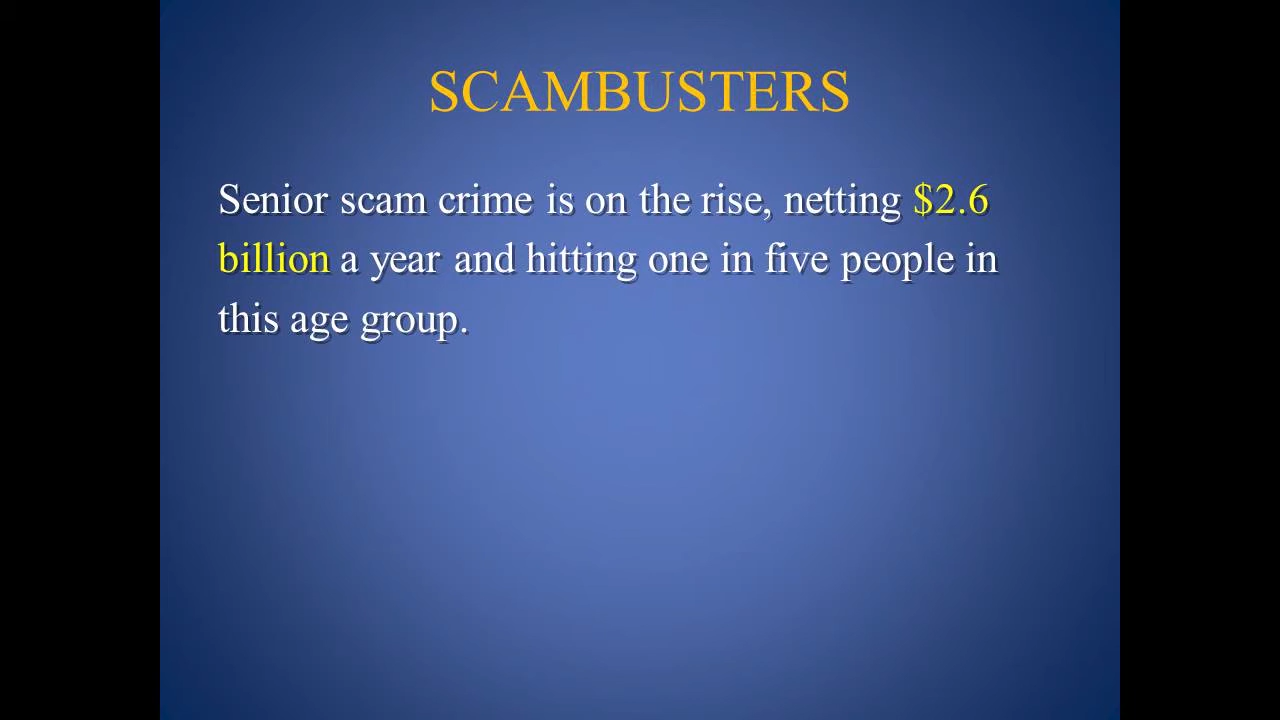 SCAMBUSTERS
Senior scam crime is on the rise, netting $2.6
billion a year and hitting one in five people in
this age group.